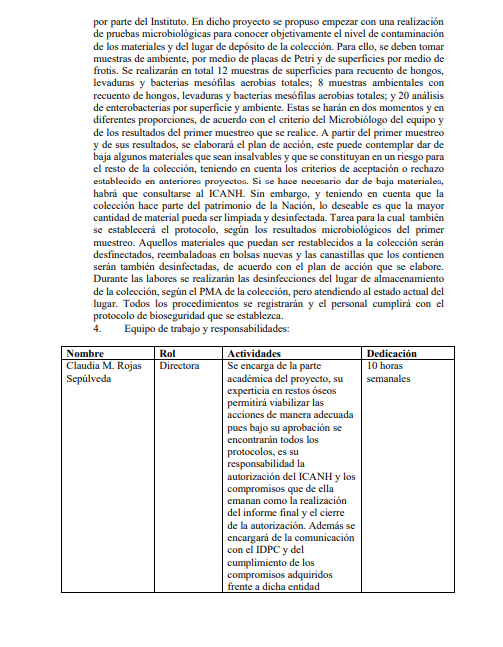 por parte del Instituto. En dicho proyecto se propuso empezar con una realización
de pruebas microbiológicas para conocer objetivamente el nivel de contaminación
de los materiales y del lugar de depósito de la colección. Para ello, se deben tomar
muestras de ambiente, por medio de placas de Petri y de superficies por medio de
frotis. Se realizarán en total 12 muestras de superficies para recuento de hongos,
levaduras y bacterias mesófilas aerobias totales; 8 muestras ambientales con
recuento de hongos, levaduras y bacterias mesófilas aerobias totales; y 20 análisis
de enterobacterias por superficie y ambiente. Estas se harán en dos momentos y en
diferentes proporciones, de acuerdo con el criterio del Microbiólogo del equipo y
de los resultados del primer muestreo que se realice. A partir del primer muestreo
y de sus resultados, se elaborará el plan de acción, este puede contemplar dar de
baja algunos materiales que sean insalvables y que se constituyan en un riesgo para
el resto de la colección, teniendo en cuenta los criterios de aceptación o rechazo
establecido en anteriores proyectos. Si se hace necesario dar de baja materiales,
habrá que consultarse al ICANH. Sin embargo, y teniendo en cuenta que la
colección hace parte del patrimonio de la Nación, lo deseable es que la mayor
cantidad de material pueda ser limpiada y desinfectada. Tarea para la cual también
se establecerá el protocolo, según los resultados microbiológicos del primer
muestreo. Aquellos materiales que puedan ser restablecidos a la colección serán
desfinectados, reembaladoas en bolsas nuevas y las canastillas que los contienen
serán también desinfectadas, de acuerdo con el plan de acción que se elabore.
Durante las labores se realizarán las desinfecciones del lugar de almacenamiento
de la colección, según el PMA de la colección, pero atendiendo al estado actual del
lugar. Todos los procedimientos se registrarán y el personal cumplirá con el
protocolo de bioseguridad que se establezca.
4. Equipo de trabajo y responsabilidades:
Nombre Rol Actividades Dedicación
Claudia M. Rojas Directora Se encarga de la parte 10 horas
Sepúlveda académica del proyecto, su semanales
experticia en restos óseos
permitirá viabilizar las
acciones de manera adecuada
pues bajo su aprobación se
encontrarán todos los
protocolos, es su
responsabilidad la
autorización del ICANH y los
compromisos que de ella
emanan como la realización
del informe final y el cierre
de la autorización. Además se
encargará de la comunicación
con el IDPC y del
cumplimiento de los
compromisos adquiridos
frente a dicha entidad